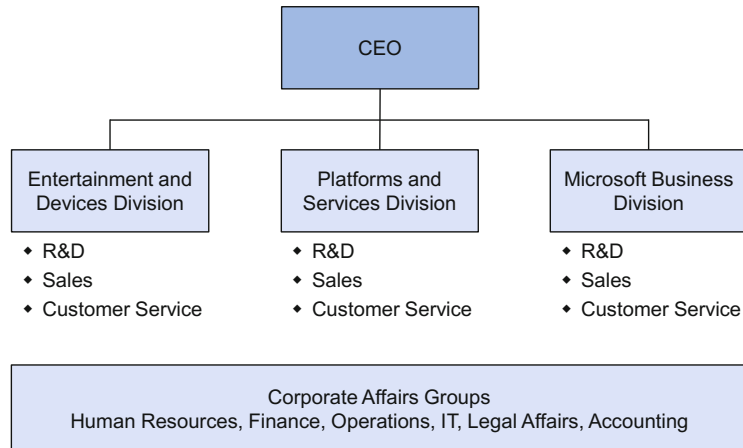 CEO
Entertainment and
Devices Division
◆ R&D
◆ Sales
◆ Customer Service
Platforms and
Services Division
◆ R&D
◆ Sales
◆ Customer Service
Microsoft Business
Division
◆ R&D
◆ Sales
◆ Customer Service
Corporate Affairs Groups
Human Resources, Finance, Operations, IT, Legal Affairs, Accounting